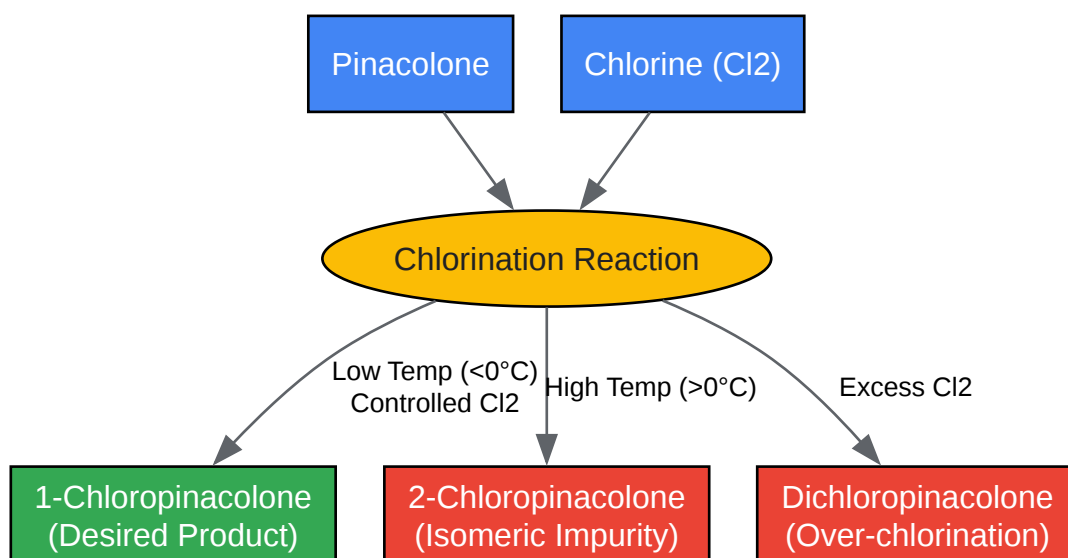 Pinacolone
Chlorine (Cl2)
Chlorination Reaction
Low Temp (<0°C)
Controlled Cl2
High Temp (>0°C)
Excess Cl2
1-Chloropinacolone
(Desired Product)
2-Chloropinacolone
(Isomeric Impurity)
Dichloropinacolone
(Over-chlorination)